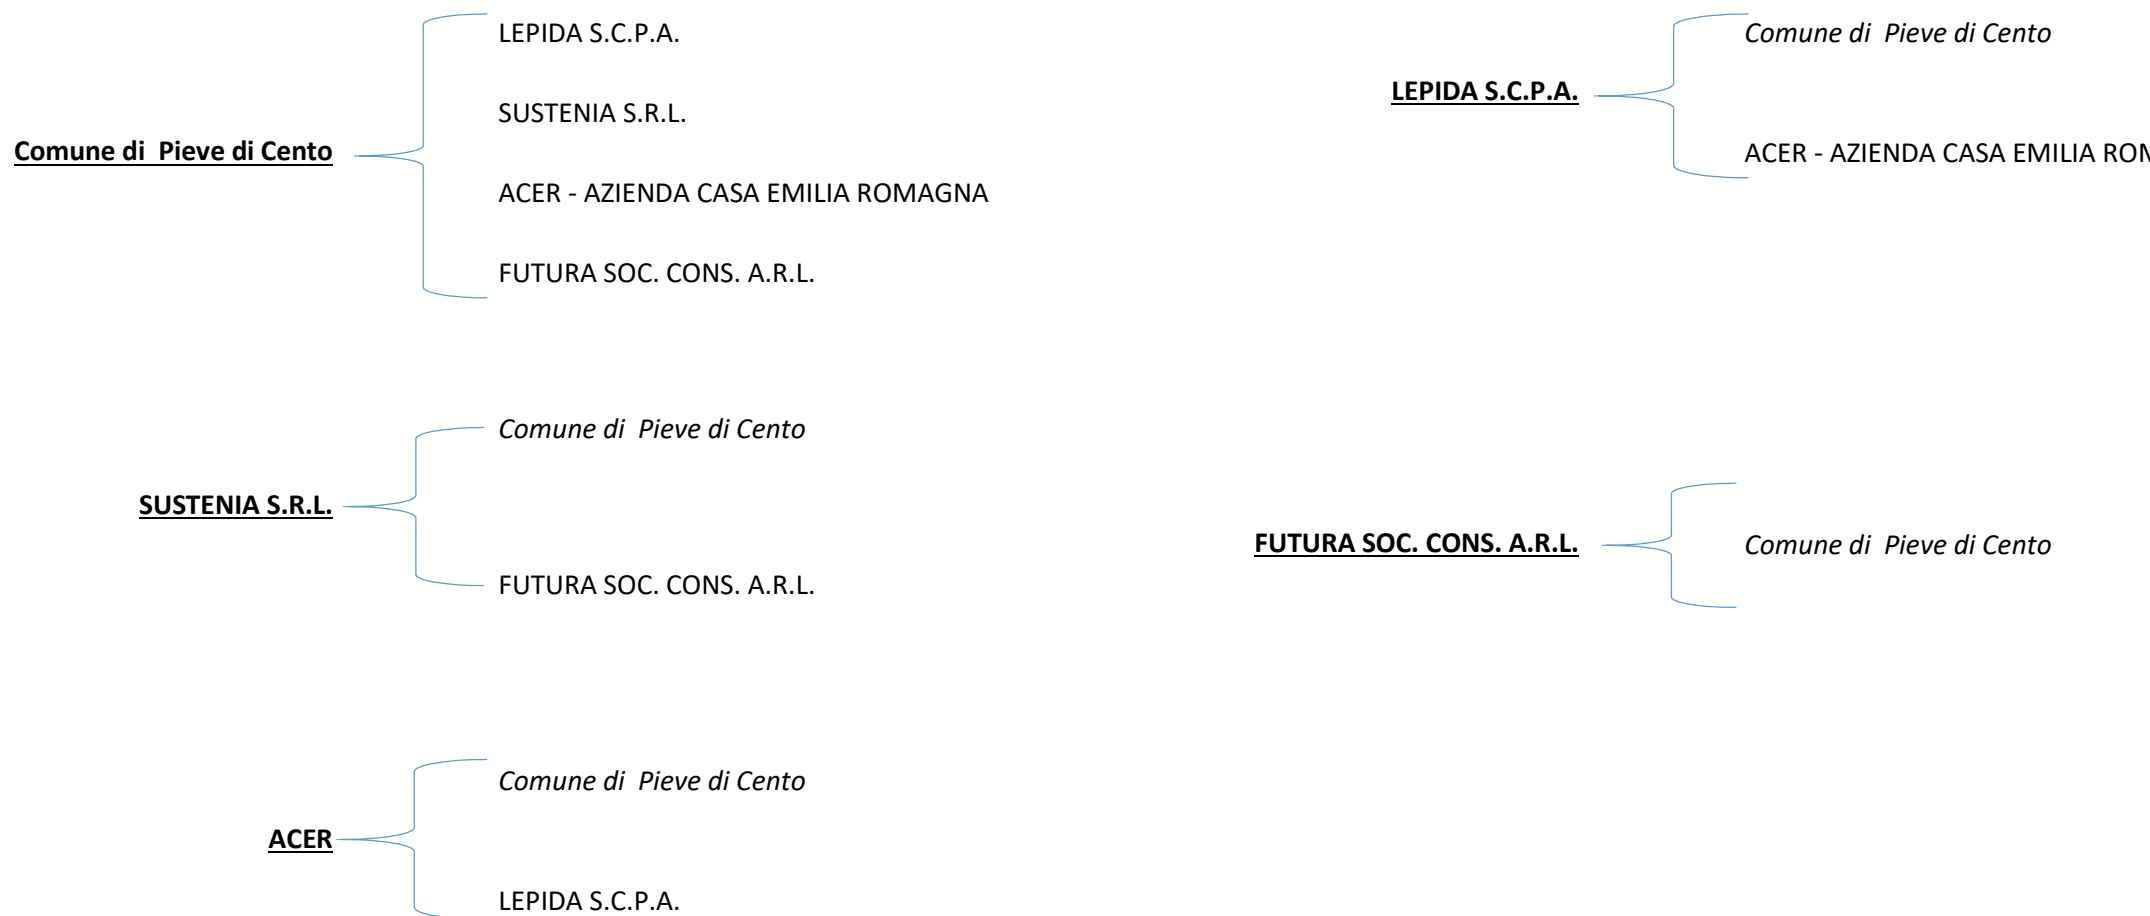 Comune di  Pieve di Cento
LEPIDA S.C.P.A.
SUSTENIA S.R.L.
ACER - AZIENDA CASA EMILIA ROMAGNA
FUTURA SOC. CONS. A.R.L.
LEPIDA S.C.P.A.
Comune di  Pieve di Cento
ACER - AZIENDA CASA EMILIA
SUSTENIA S.R.L.
Comune di  Pieve di Cento
FUTURA SOC. CONS. A.R.L.
FUTURA SOC. CONS. A.R.L.
Comune di  Pieve di Cento
ACER
Comune di  Pieve di Cento
LEPIDA S.C.P.A.